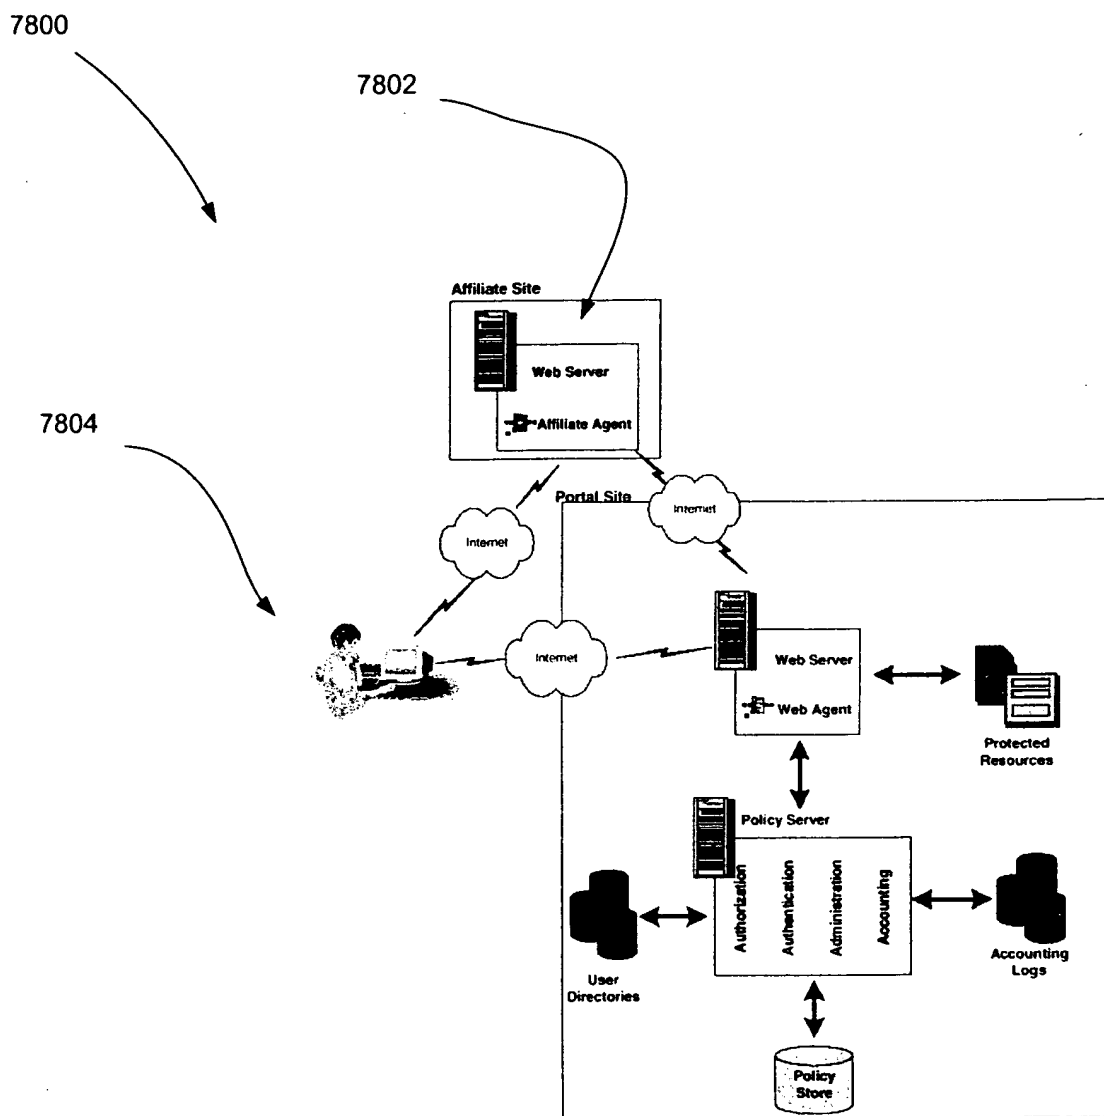 7800
7802
Affiliate Site
Web Server
Affiliate Agent
7804
Portal Site
Internet
Internet
Internet
Web Server
Web Agent
Protected
Resources
Policy Server
Authorization
Authentication
Administration
Accounting
User
Directories
Accounting
Logs
Policy
Store